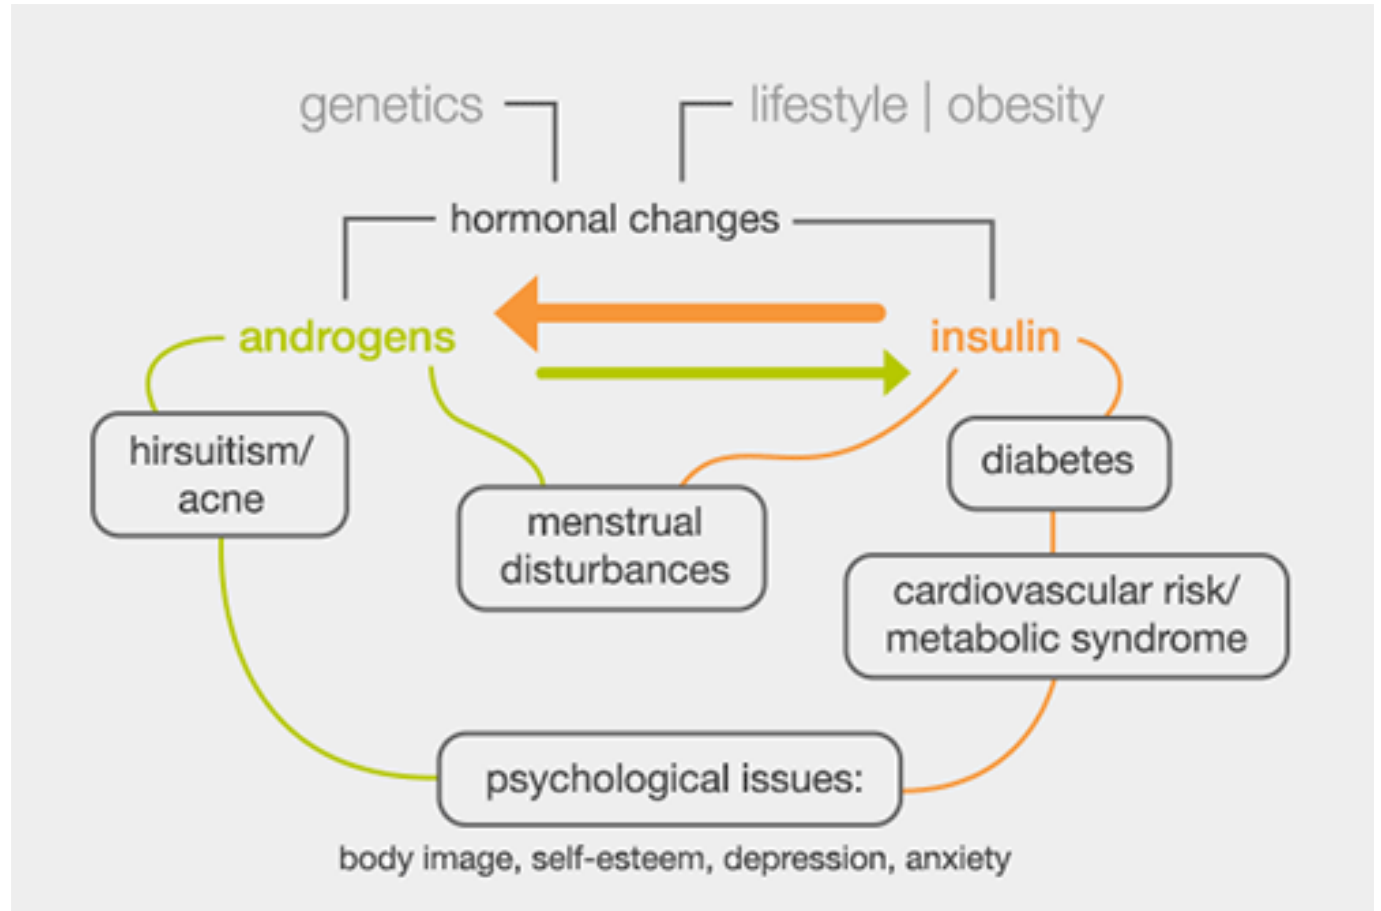 genetics
lifestyle | obesity
hormonal changes
androgens
insulin
hirsuitism/
acne
menstrual
disturbances
diabetes
cardiovascular risk/
metabolic syndrome
psychological issues:
body image, self-esteem, depression, anxiety